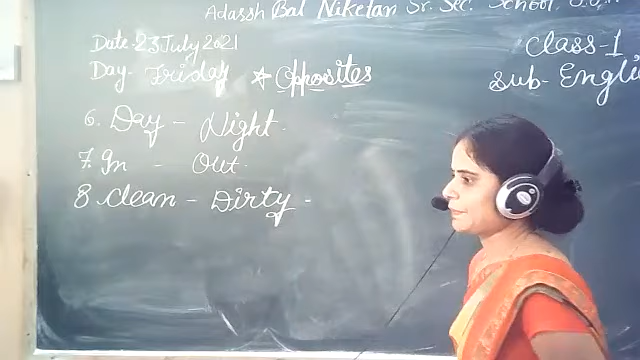 Adassh Bal Niketan Sr. Sec. School
Date-23 July 2021
Class-1
Day- Friday
* Opposites
Sub- Engli
6. Day - Night.
7. In - Out.
8. Clean - Dirty -